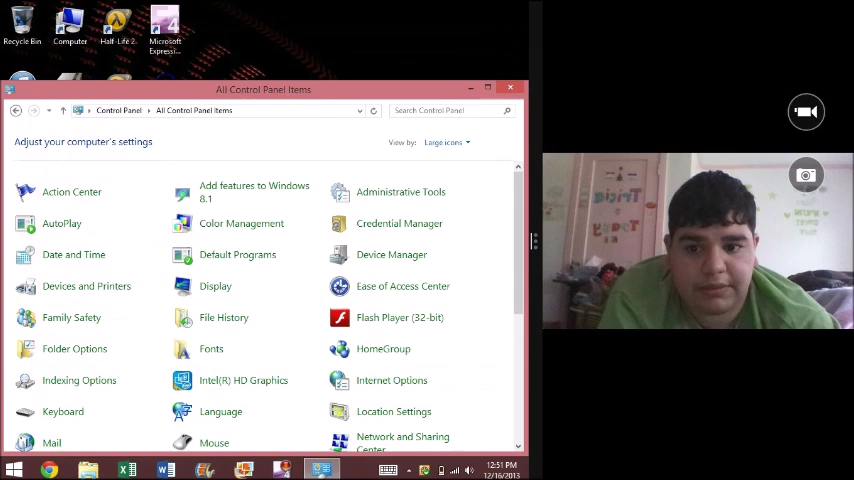 Recycle Bin
Computer
Half-Life 2
Microsoft
Expressi...
All Control Panel Items
Control Panel
All Control Panel Items
Search Control Panel
Adjust your computer's settings
View by:
Large icons
Action Center
Add features to Windows
8.1
Administrative Tools
AutoPlay
Color Management
Credential Manager
Date and Time
Default Programs
Device Manager
Devices and Printers
Display
Ease of Access Center
Family Safety
File History
Flash Player (32-bit)
Folder Options
Fonts
HomeGroup
Indexing Options
Intel(R) HD Graphics
Internet Options
Keyboard
Language
Location Settings
Mail
Mouse
Network and Sharing
Center
12:51 PM
12/16/2013
Tricia
Tracy